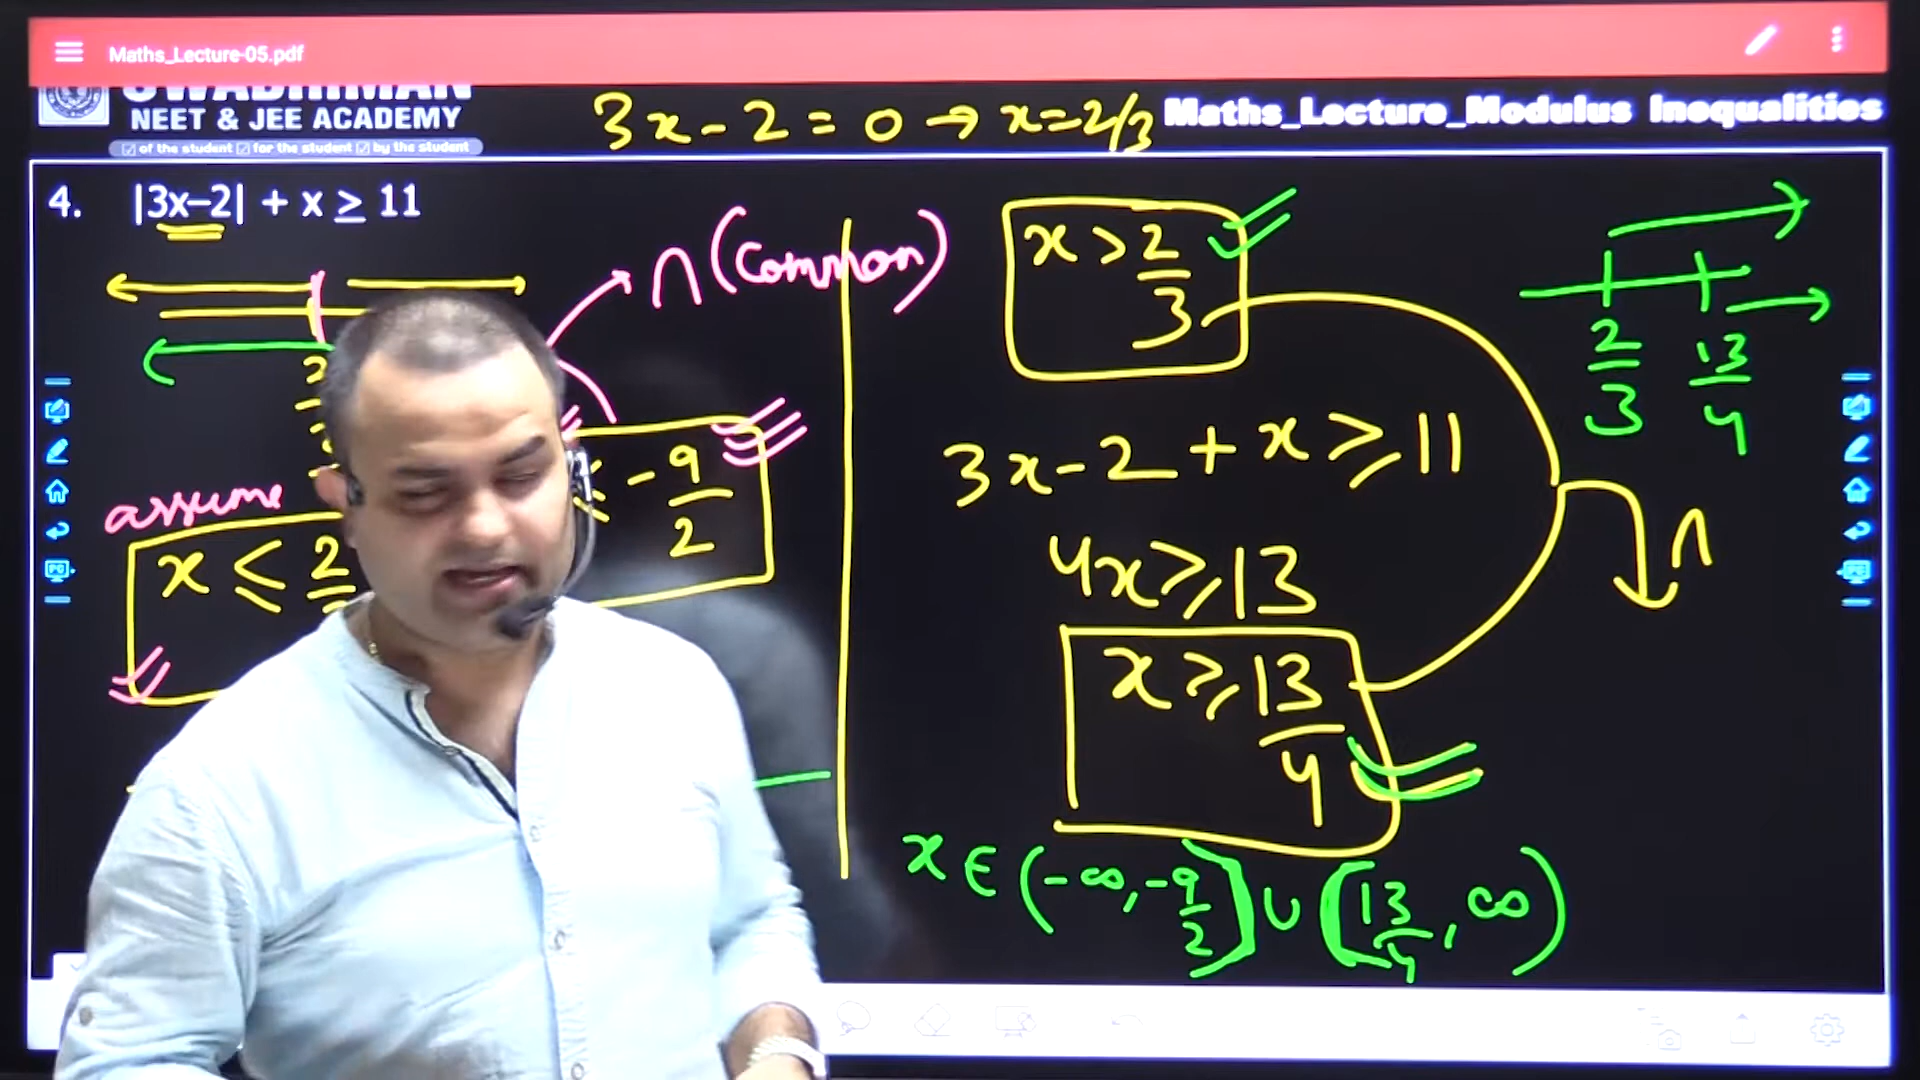 Maths_Lecture-05.pdf
SWADHYAY
NEET & JEE ACADEMY
of the student for the student by the student
3x-2=0→x=2/3
Maths_Lecture_Modulus Inequalities
4. |3x–2| + x ≥ 11
∩(Common)
assume
x ≤ 2
≤ -9/2
x > 2/3
3x-2+x≥11
4x≥13
x≥13/4
2/3 13/4
∩
x∈(-∞,-9/2]∪[13/4,∞)